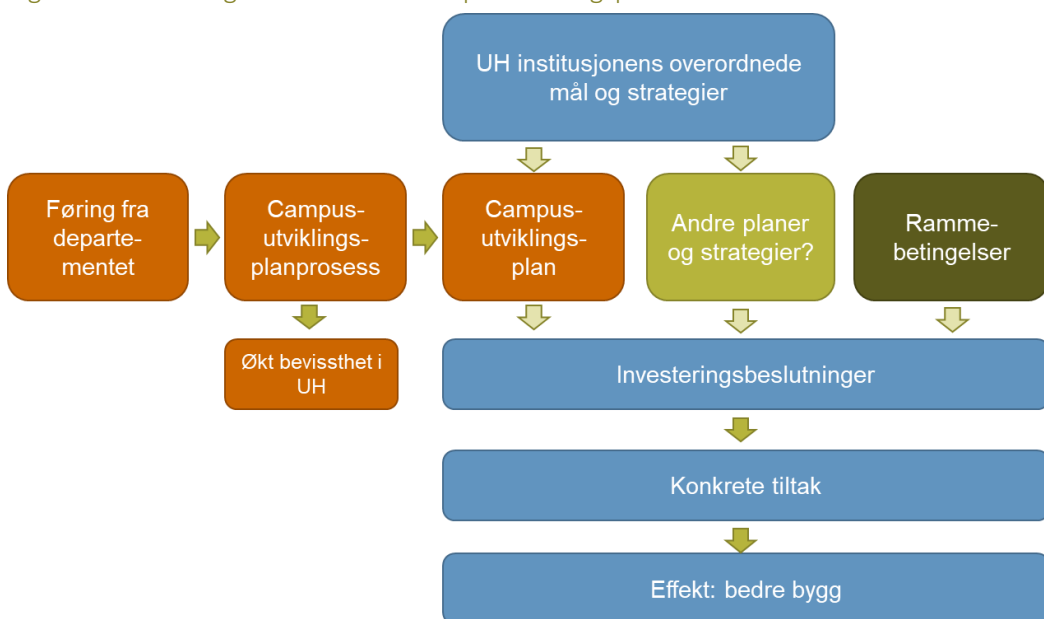 UH institusjonens overordnede
mål og strategier
Føring fra
departe-
mentet
Campus-
utviklings-
planprosess
Campus-
utviklings-
plan
Andre planer
og strategier?
Ramme-
betingelser
Økt bevissthet i
UH
Investeringsbeslutninger
Konkrete tiltak
Effekt: bedre bygg